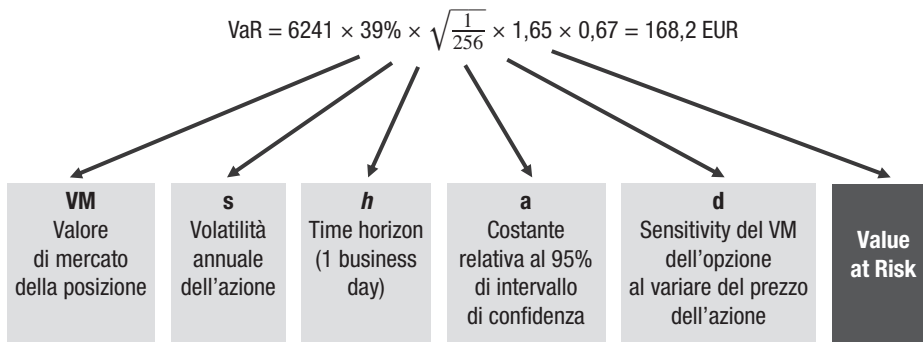 VaR = 6241 × 39% × √(1/256) × 1,65 × 0,67 = 168,2 EUR
VM
Valore
di mercato
della posizione
s
Volatilità
annuale
dell'azione
h
Time horizon
(1 business
day)
a
Costante
relativa al 95%
di intervallo
di confidenza
d
Sensitivity del VM
dell'opzione
al variare del prezzo
dell'azione
Value
at Risk